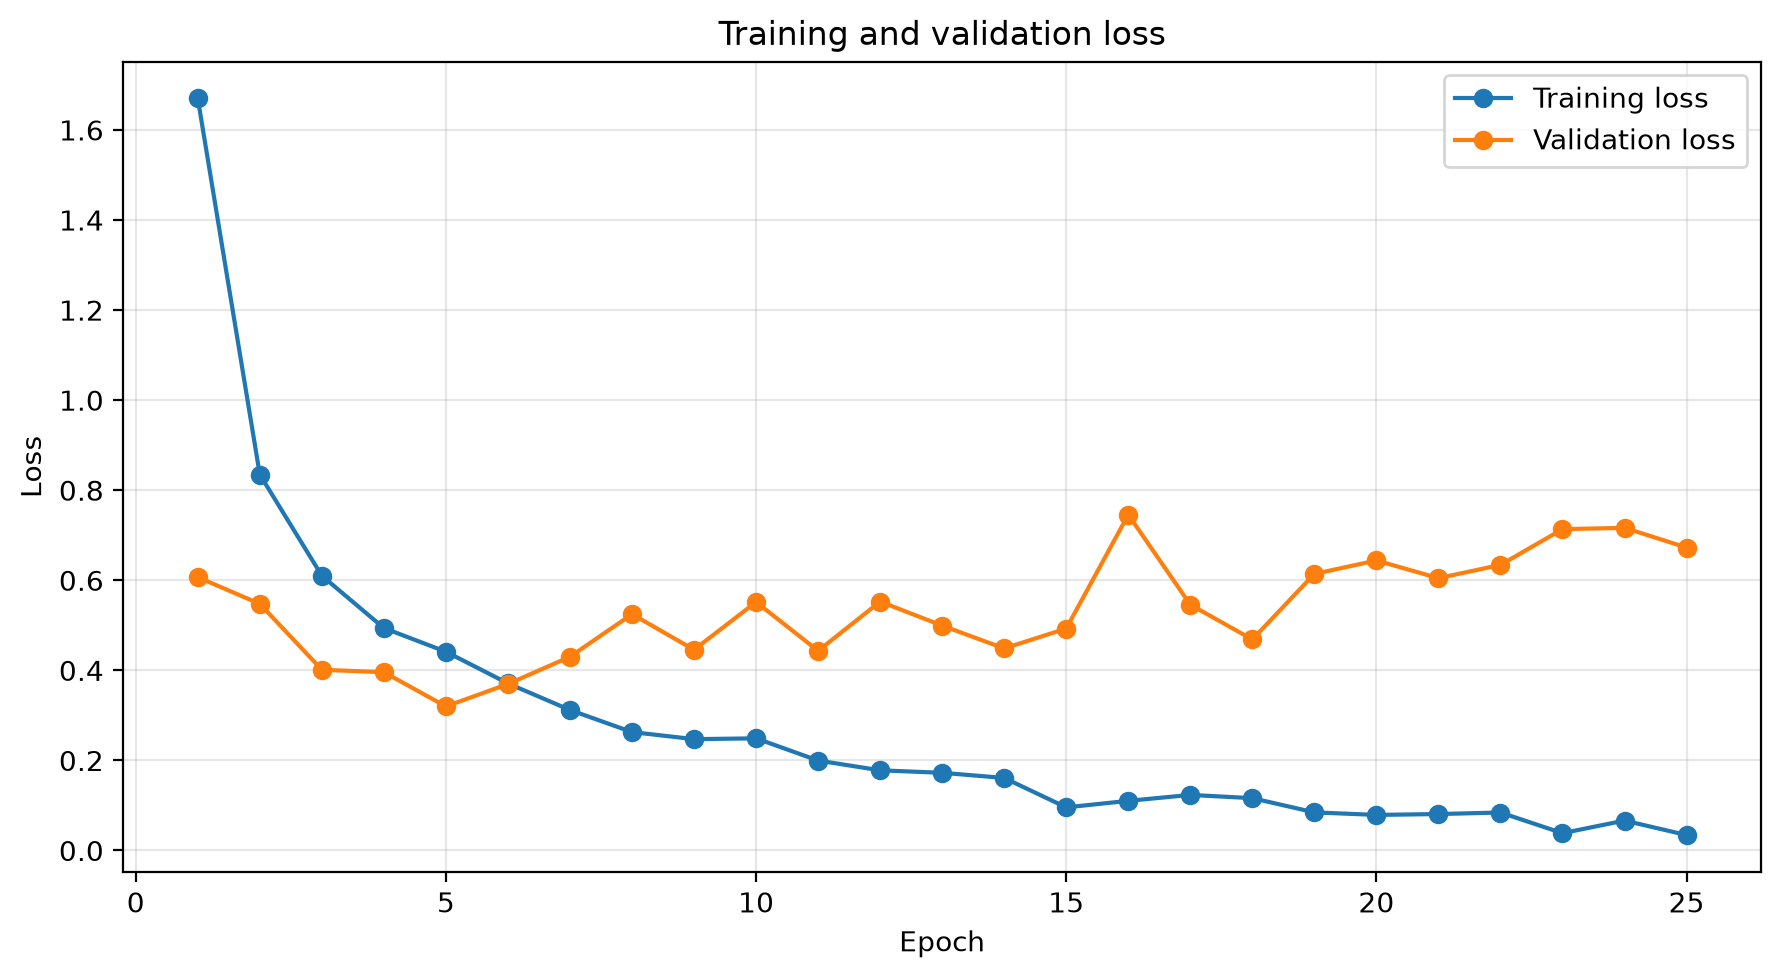 Training and validation loss
Training loss
Validation loss
1.6
1.4
1.2
1.0
0.8
0.6
0.4
0.2
0.0
Loss
0 5 10 15 20 25
Epoch